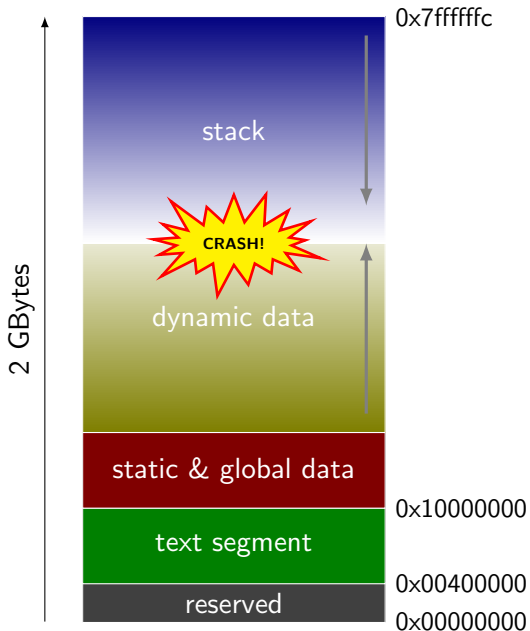 0x7ffffffc
stack
CRASH!
2 GBytes
dynamic data
static & global data
0x10000000
text segment
0x00400000
reserved
0x00000000